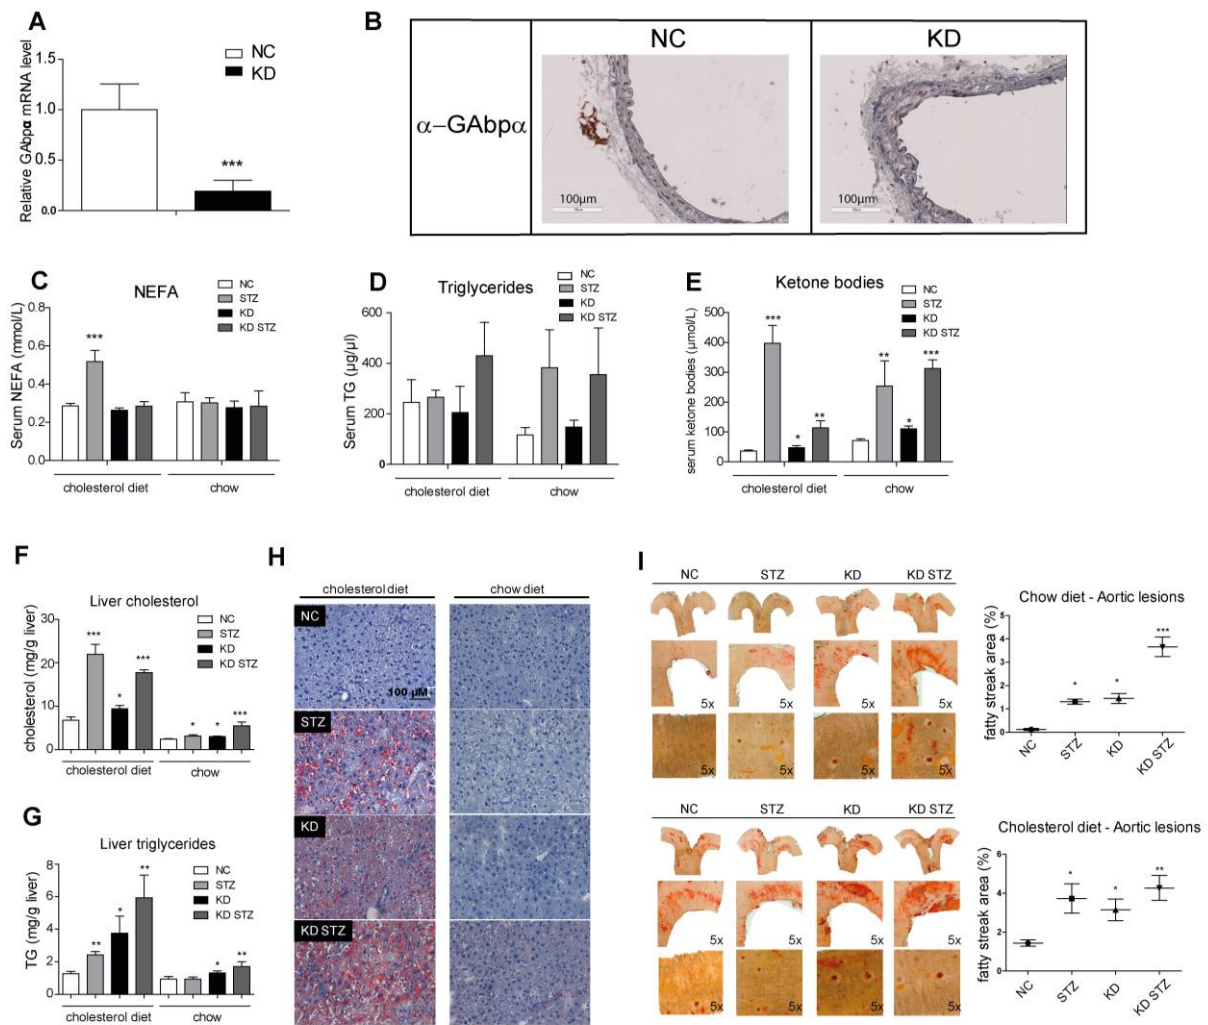 A
Relative GAbpα mRNA level
1.5
1.0
0.5
0.0
***
NC
KD
B
NC
KD
α−GAbpα
100µm
100µm
C
NEFA
Serum NEFA (mmol/L)
0.8
0.6
0.4
0.2
0.0
***
NC
STZ
KD
KD STZ
cholesterol diet
chow
D
Triglycerides
Serum TG (µg/µl)
600
400
200
0
NC
STZ
KD
KD STZ
cholesterol diet
chow
E
Ketone bodies
serum ketone bodies (µmol/L)
500
400
300
200
100
0
***
*
**
**
*
***
NC
STZ
KD
KD STZ
cholesterol diet
chow
F
Liver cholesterol
cholesterol (mg/g liver)
30
20
10
0
***
*
***
*
*
***
NC
STZ
KD
KD STZ
cholesterol diet
chow
G
Liver triglycerides
TG (mg/g liver)
8
6
4
2
0
**
*
**
*
**
NC
STZ
KD
KD STZ
cholesterol diet
chow
H
cholesterol diet
chow diet
NC
100 µM
STZ
KD
KD STZ
I
NC STZ KD KD STZ
5x 5x 5x 5x
5x 5x 5x 5x
Chow diet - Aortic lesions
fatty streak area (%)
5
4
3
2
1
0
*
*
***
NC
STZ
KD
KD STZ
NC STZ KD KD STZ
5x 5x 5x 5x
5x 5x 5x 5x
Cholesterol diet - Aortic lesions
fatty streak area (%)
6
4
2
0
*
*
**
NC
STZ
KD
KD STZ